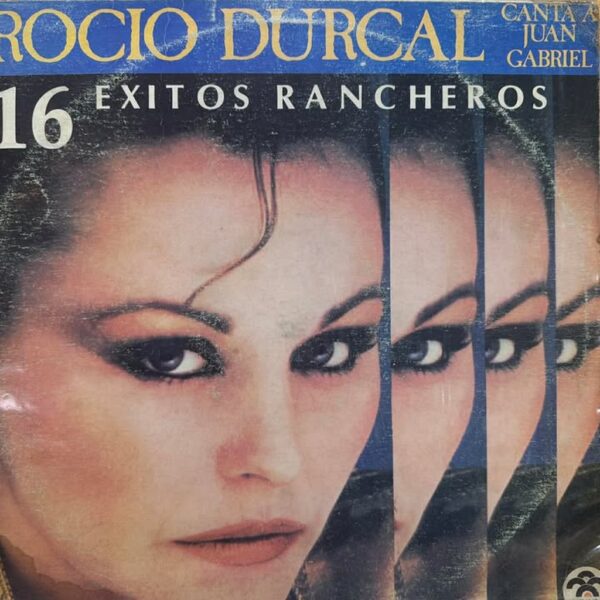 ROCIO DURCAL
CANTA A
JUAN
GABRIEL
16 EXITOS RANCHEROS